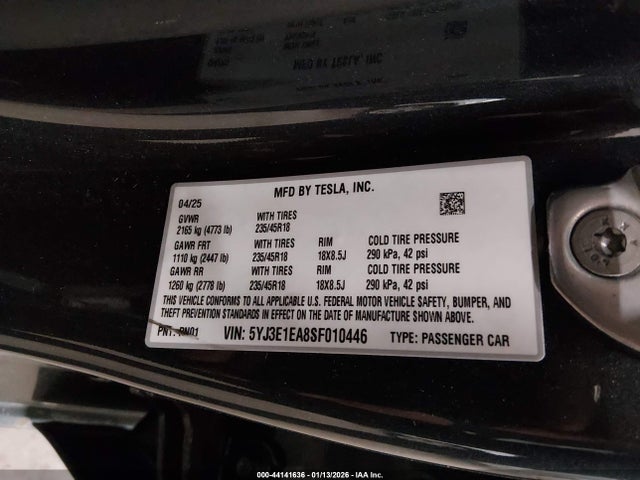 MFD BY TESLA, INC.
04/25
GVWR WITH TIRES
2165 kg (4773 lb) 235/45R18
GAWR FRT WITH TIRES RIM COLD TIRE PRESSURE
1110 kg (2447 lb) 235/45R18 18X8.5J 290 kPa, 42 psi
GAWR RR WITH TIRES RIM COLD TIRE PRESSURE
1260 kg (2778 lb) 235/45R18 18X8.5J 290 kPa, 42 psi
THIS VEHICLE CONFORMS TO ALL APPLICABLE U.S. FEDERAL MOTOR VEHICLE SAFETY, BUMPER, AND
THEFT PREVENTION STANDARDS IN EFFECT ON THE DATE OF MANUFACTURE SHOWN ABOVE.
PNT: PN01 VIN: 5YJ3E1EA8SF010446 TYPE: PASSENGER CAR
000-44141636 - 01/13/2026 - IAA Inc.